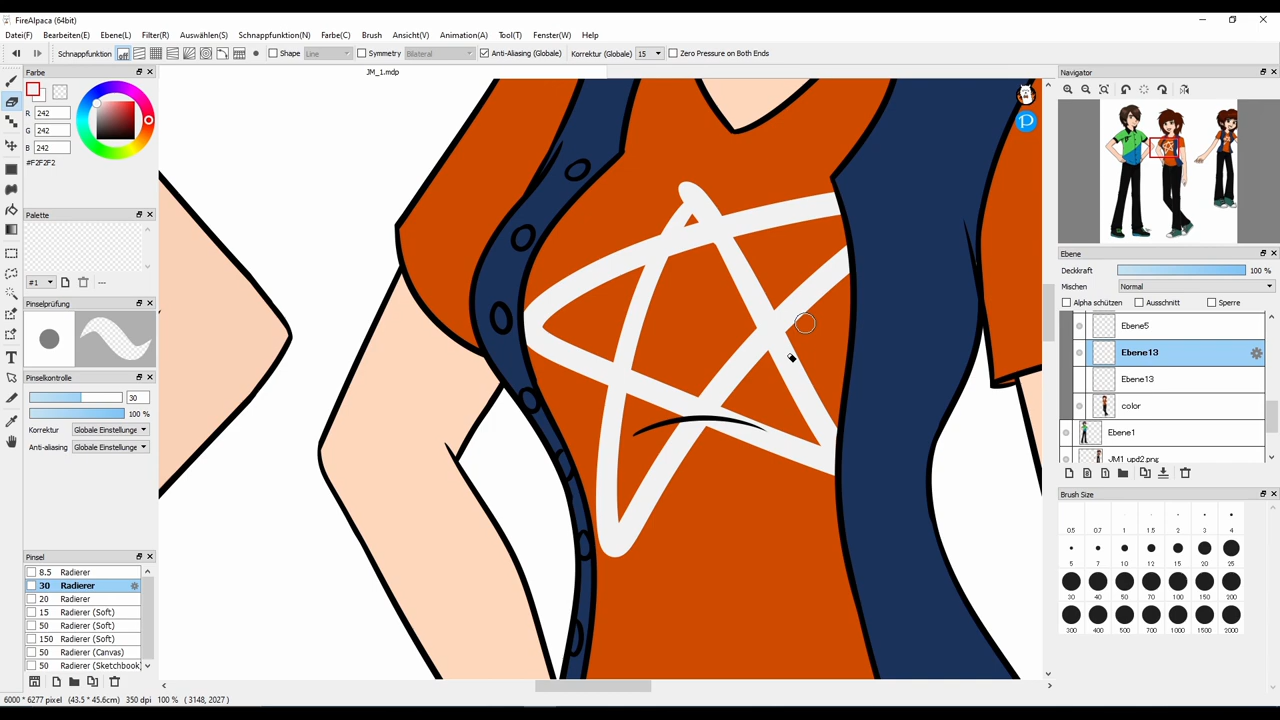 FireAlpaca (64bit)
Datei(F) Bearbeiten(E) Ebene(L) Filter(R) Auswählen(S) Schnappfunktion(N) Farbe(C) Brush Ansicht(V) Animation(A) Tool(T) Fenster(W) Help
Schnappfunktion off Shape Line Symmetry Bilateral Anti-Aliasing (Globale) Korrektur (Globale) 15 Zero Pressure on Both Ends
Farbe
JM_1.mdp
Navigator
R 242
G 242
B 242
#F2F2F2
Palette
#1 ---
Ebene
Deckkraft 100 %
Mischen Normal
Alpha schützen Ausschnitt Sperre
Ebene5
Ebene13
Ebene13
color
Ebene1
JM1_upd2.png
Pinselprüfung
Pinselkontrolle
30
100 %
Korrektur Globale Einstellunge
Anti-aliasing Globale Einstellunge
Brush Size
0.5 0.7 1 1.5 2 3 4
5 7 10 12 15 20 25
30 40 50 70 100 150 200
300 400 500 700 1000 1500 2000
Pinsel
8.5 Radierer
30 Radierer
20 Radierer
15 Radierer (Soft)
50 Radierer (Soft)
150 Radierer (Soft)
50 Radierer (Canvas)
50 Radierer (Sketchbook)
6000 * 6277 pixel (43.5 * 45.6cm) 350 dpi 100 % ( 3148, 2027 )